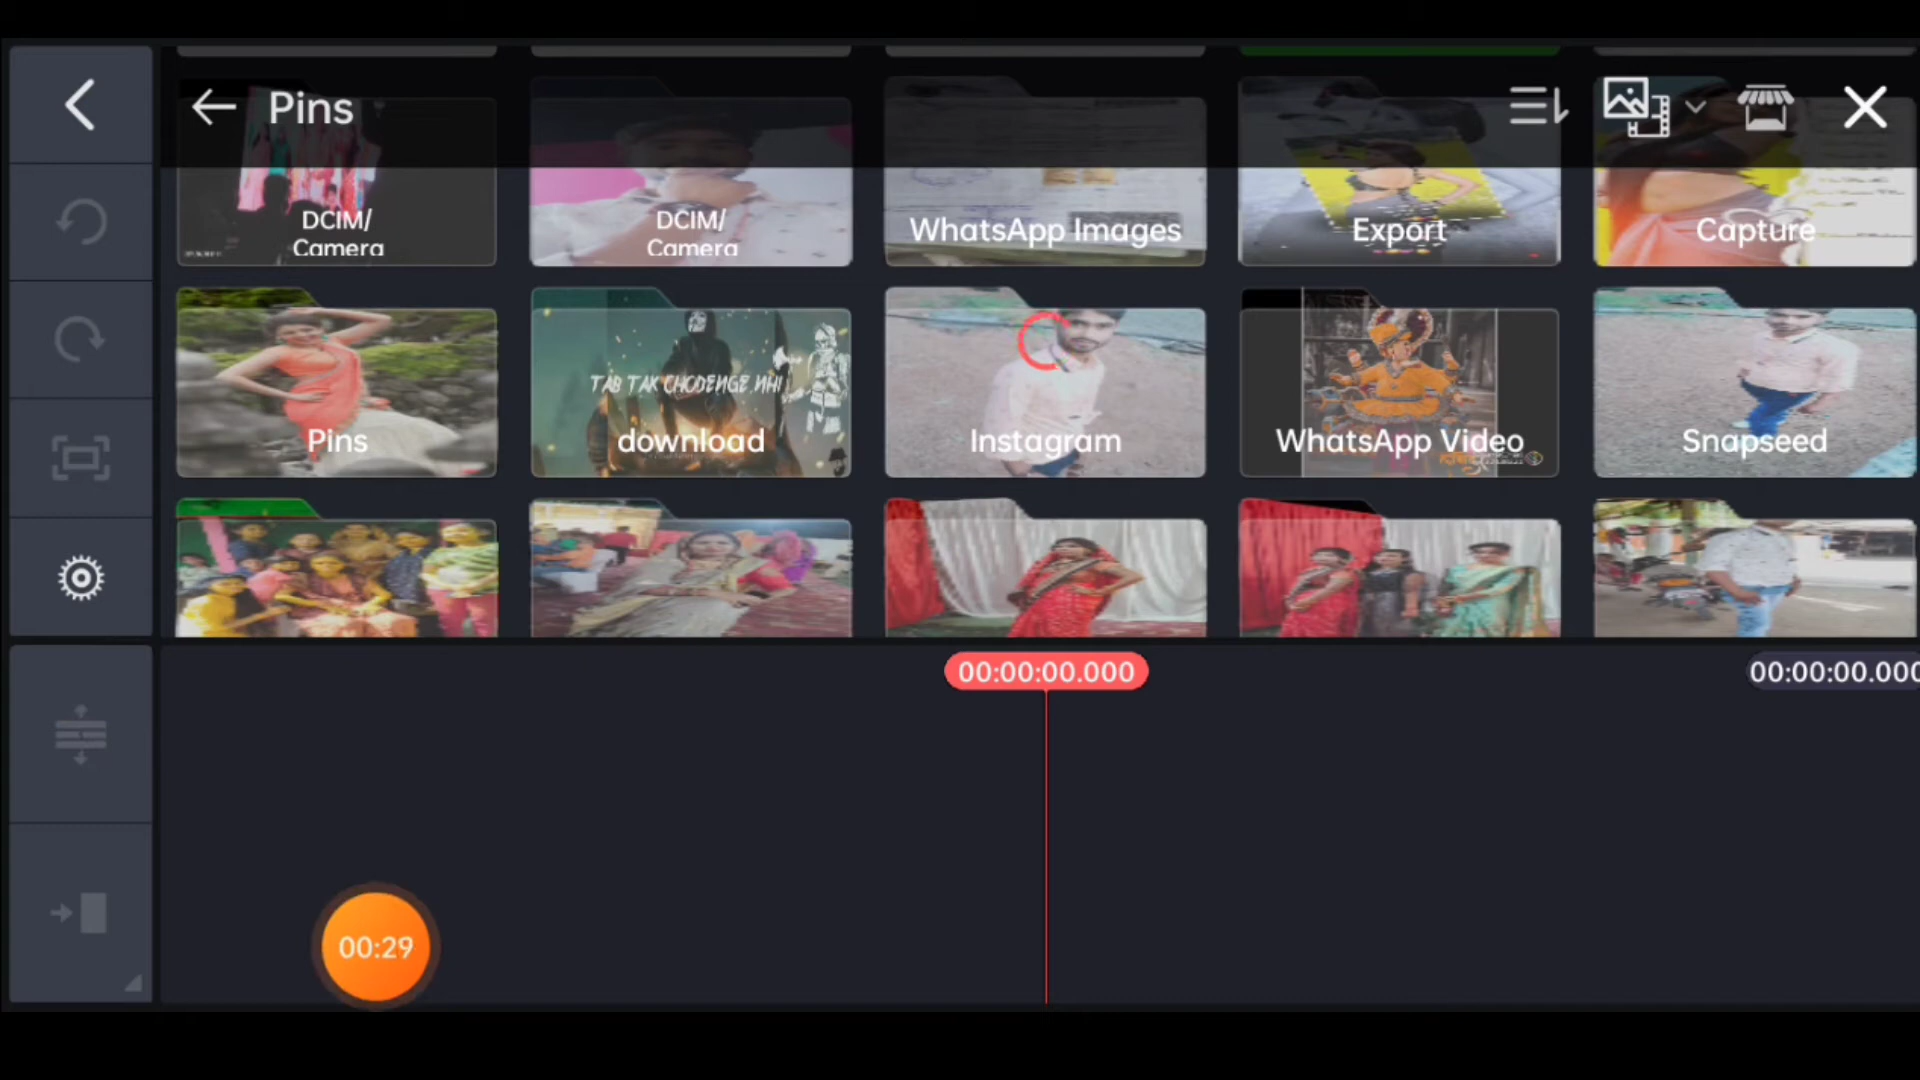 Pins
DCIM/
Camera
DCIM/
Camera
WhatsApp Images
Export
Capture
Pins
TAB TAK CHODENGE NHI
download
Instagram
WhatsApp Video
Snapseed
00:00:00.000
00:00:00.000
00:29